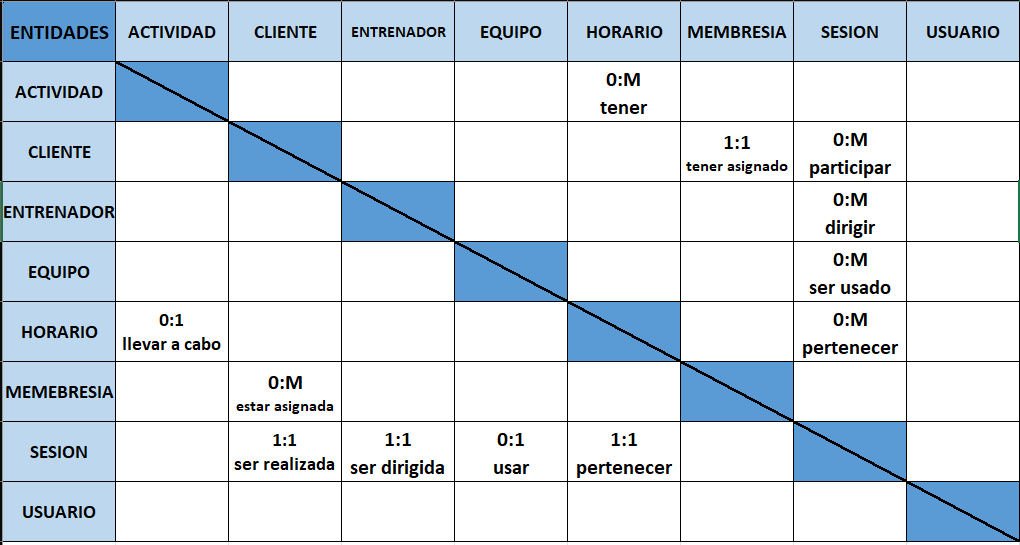 ENTIDADES ACTIVIDAD CLIENTE ENTRENADOR EQUIPO HORARIO MEMBRESIA SESION USUARIO
ACTIVIDAD 0:M
tener
CLIENTE 1:1 0:M
tener asignado participar
ENTRENADOR 0:M
dirigir
EQUIPO 0:M
ser usado
HORARIO 0:1 0:M
llevar a cabo pertenecer
MEMEBRESIA 0:M
estar asignada
SESION 1:1 1:1 0:1 1:1
ser realizada ser dirigida usar pertenecer
USUARIO